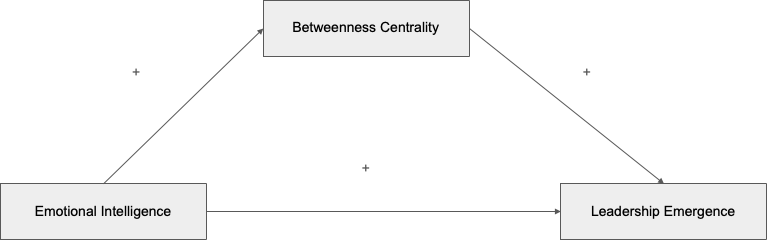 Betweenness Centrality
+
+
+
Emotional Intelligence
Leadership Emergence